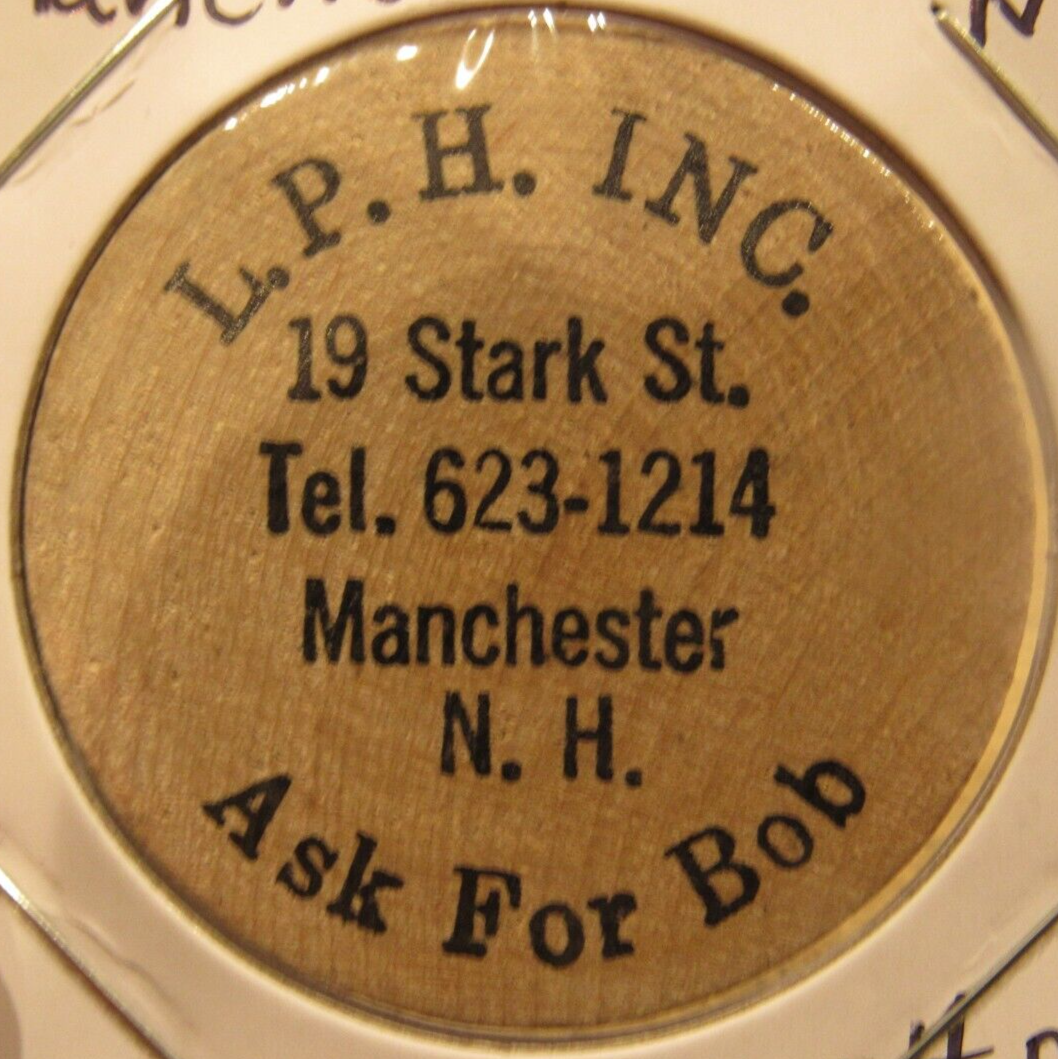 L.P.H. INC.
19 Stark St.
Tel. 623-1214
Manchester
N. H.
Ask For Bob